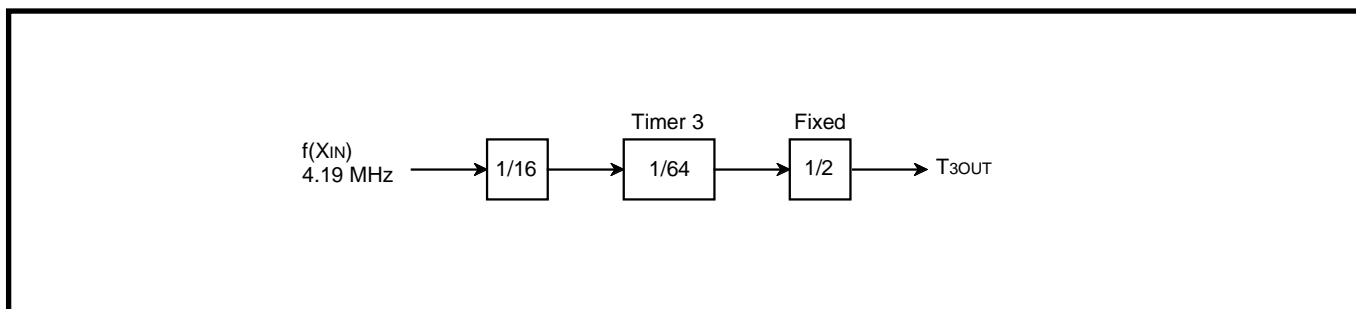 Timer 3
Fixed
f(XIN)
4.19 MHz
1/16
1/64
1/2
T3OUT